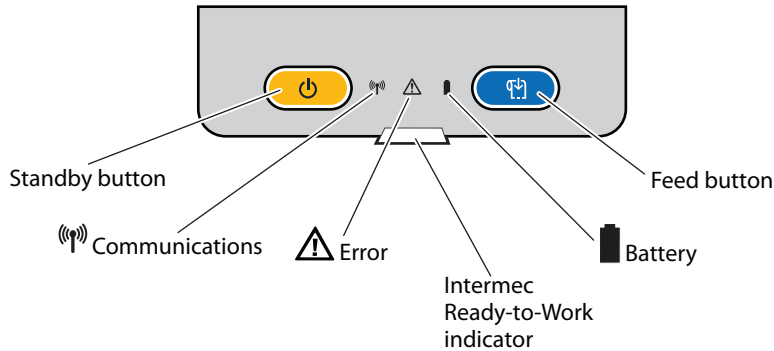 Standby button
Feed button
Communications
Error
Battery
Intermec
Ready-to-Work
indicator